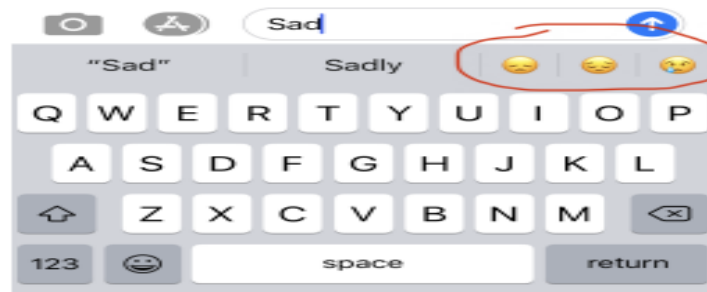 Sad
"Sad" Sadly 😞 😔 😢
Q W E R T Y U I O P
A S D F G H J K L
Z X C V B N M
123 space return